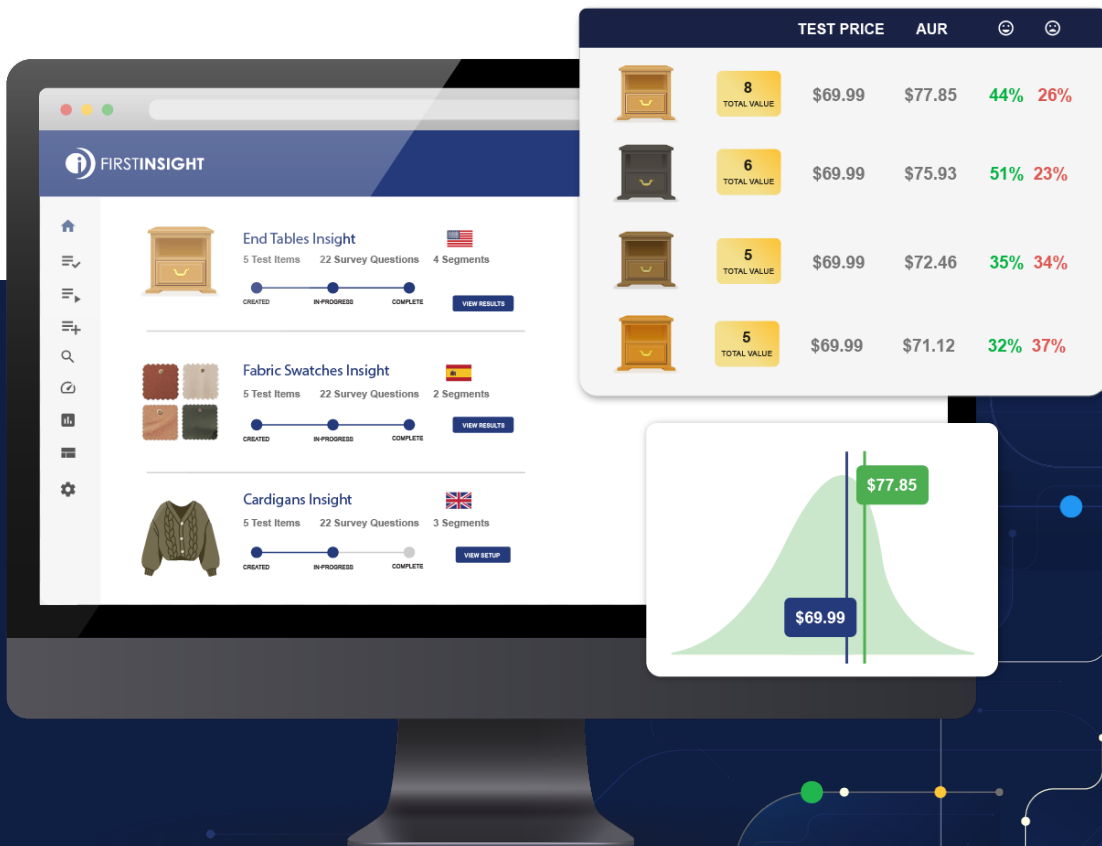 TEST PRICE AUR
8
TOTAL VALUE
$69.99 $77.85 44% 26%
6
TOTAL VALUE
$69.99 $75.93 51% 23%
5
TOTAL VALUE
$69.99 $72.46 35% 34%
5
TOTAL VALUE
$69.99 $71.12 32% 37%
FIRSTINSIGHT
End Tables Insight
5 Test Items 22 Survey Questions 4 Segments
CREATED IN-PROGRESS COMPLETE
VIEW RESULTS
Fabric Swatches Insight
5 Test Items 22 Survey Questions 2 Segments
CREATED IN-PROGRESS COMPLETE
VIEW RESULTS
Cardigans Insight
5 Test Items 22 Survey Questions 3 Segments
CREATED IN-PROGRESS COMPLETE
VIEW SETUP
$77.85
$69.99